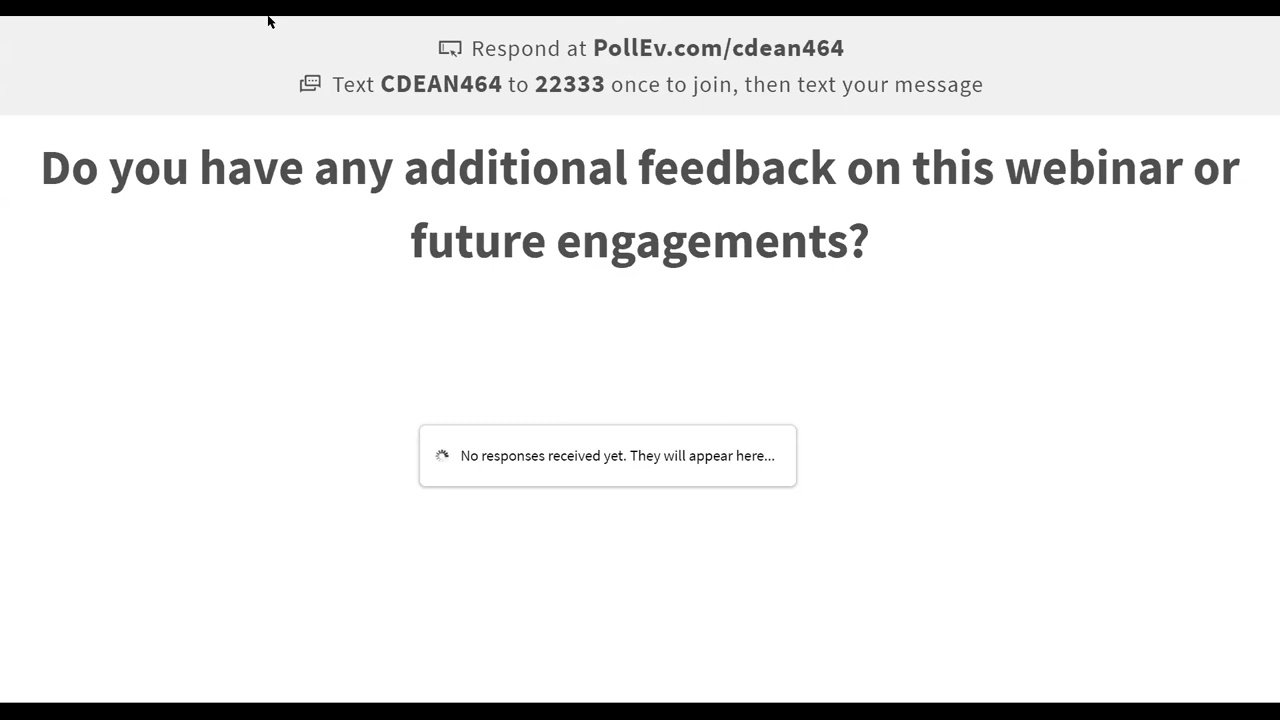 Respond at PollEv.com/cdean464
Text CDEAN464 to 22333 once to join, then text your message
Do you have any additional feedback on this webinar or
future engagements?
No responses received yet. They will appear here...